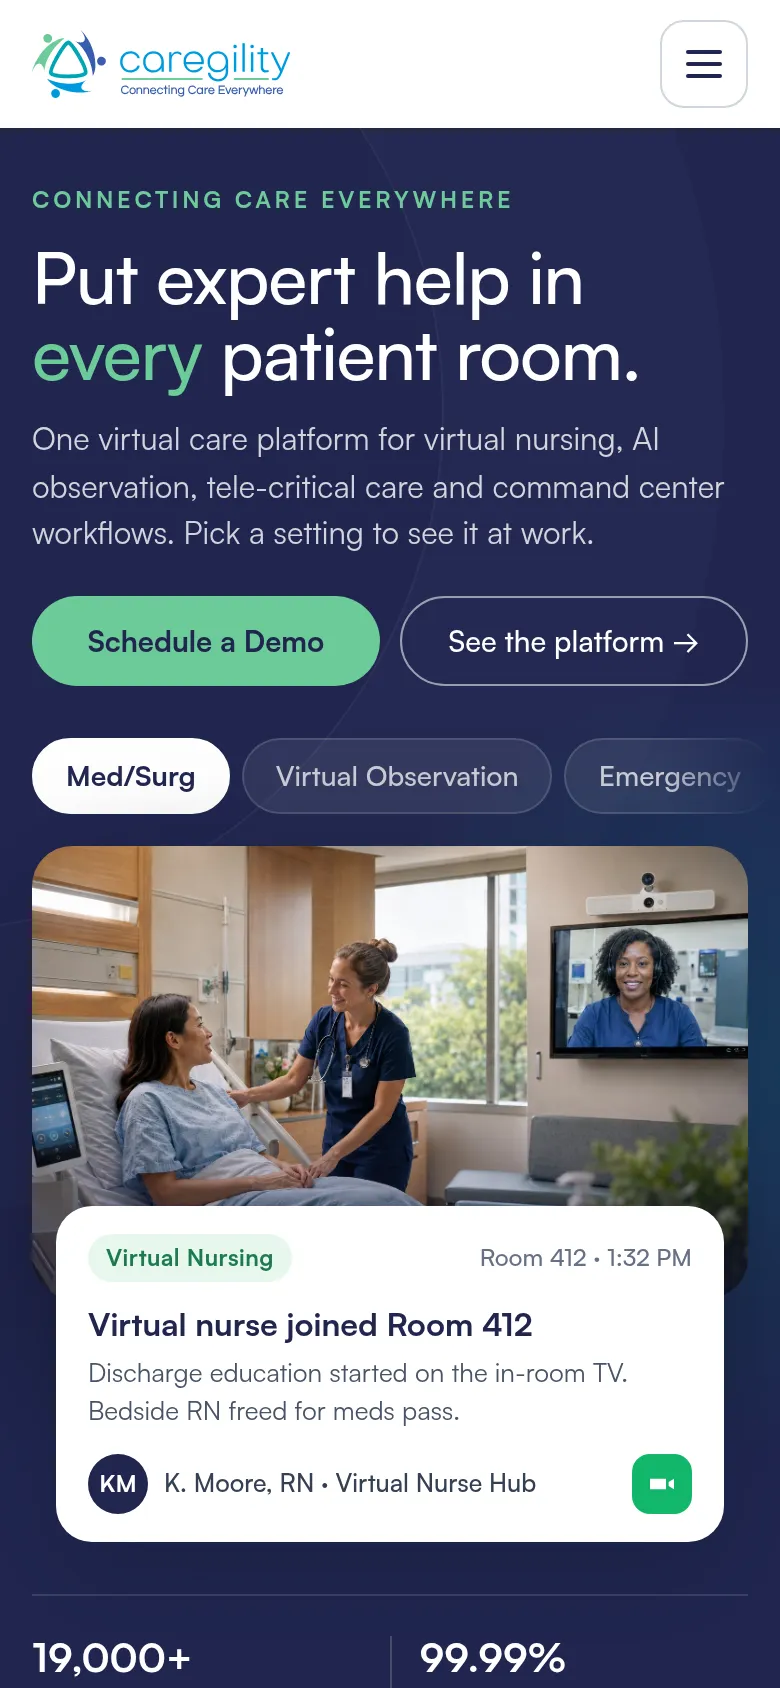 caregility
Connecting Care Everywhere
CONNECTING CARE EVERYWHERE
Put expert help in
every patient room.
One virtual care platform for virtual nursing, AI
observation, tele-critical care and command center
workflows. Pick a setting to see it at work.
Schedule a Demo
See the platform →
Med/Surg
Virtual Observation
Emergency
Virtual Nursing
Room 412 · 1:32 PM
Virtual nurse joined Room 412
Discharge education started on the in-room TV.
Bedside RN freed for meds pass.
KM
K. Moore, RN · Virtual Nurse Hub
19,000+
99.99%